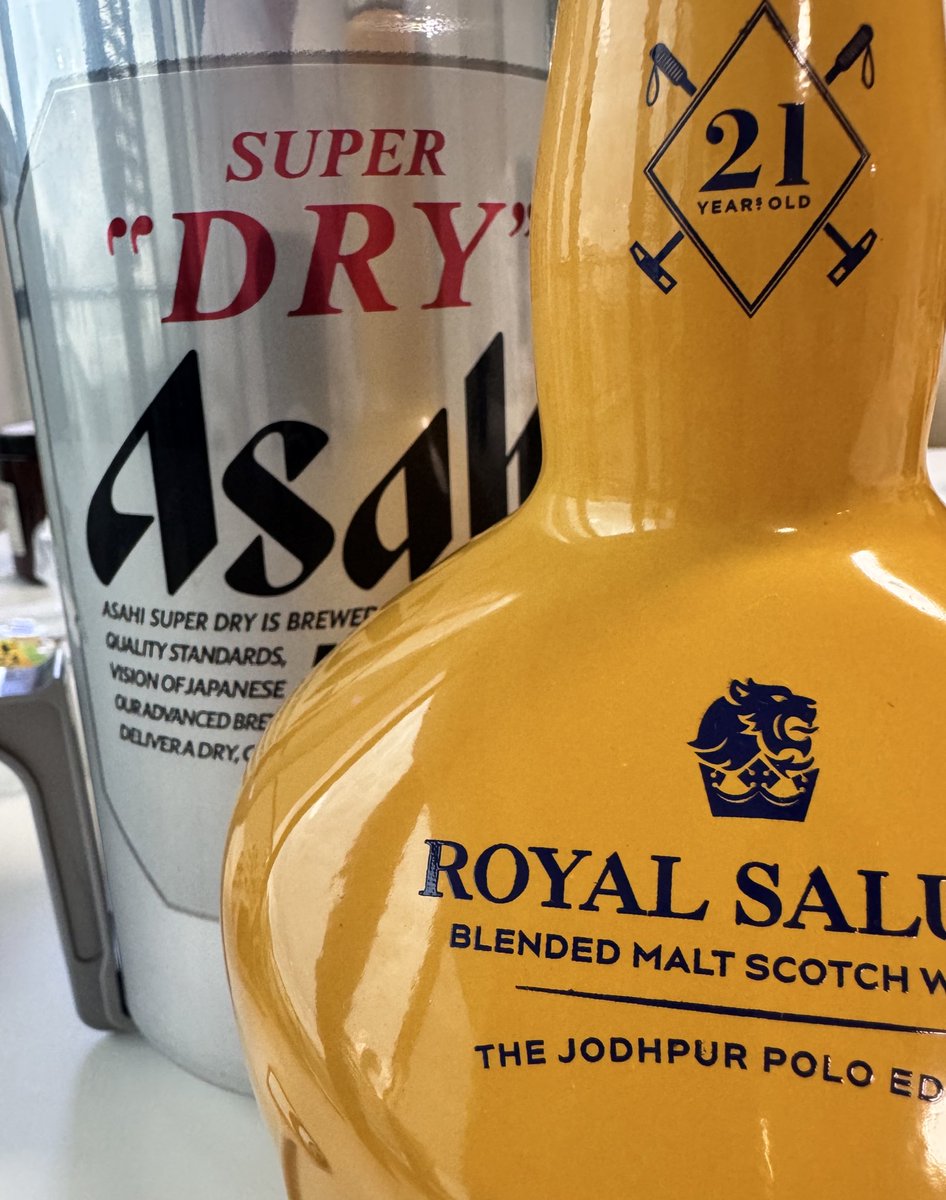 SUPER
"DRY"
Asah
ASAHI SUPER DRY IS BREWED
QUALITY STANDARDS,
VISION OF JAPANESE
OUR ADVANCED BRE
DELIVER A DRY, C
21
YEARS OLD
ROYAL SALU
BLENDED MALT SCOTCH W
THE JODHPUR POLO ED